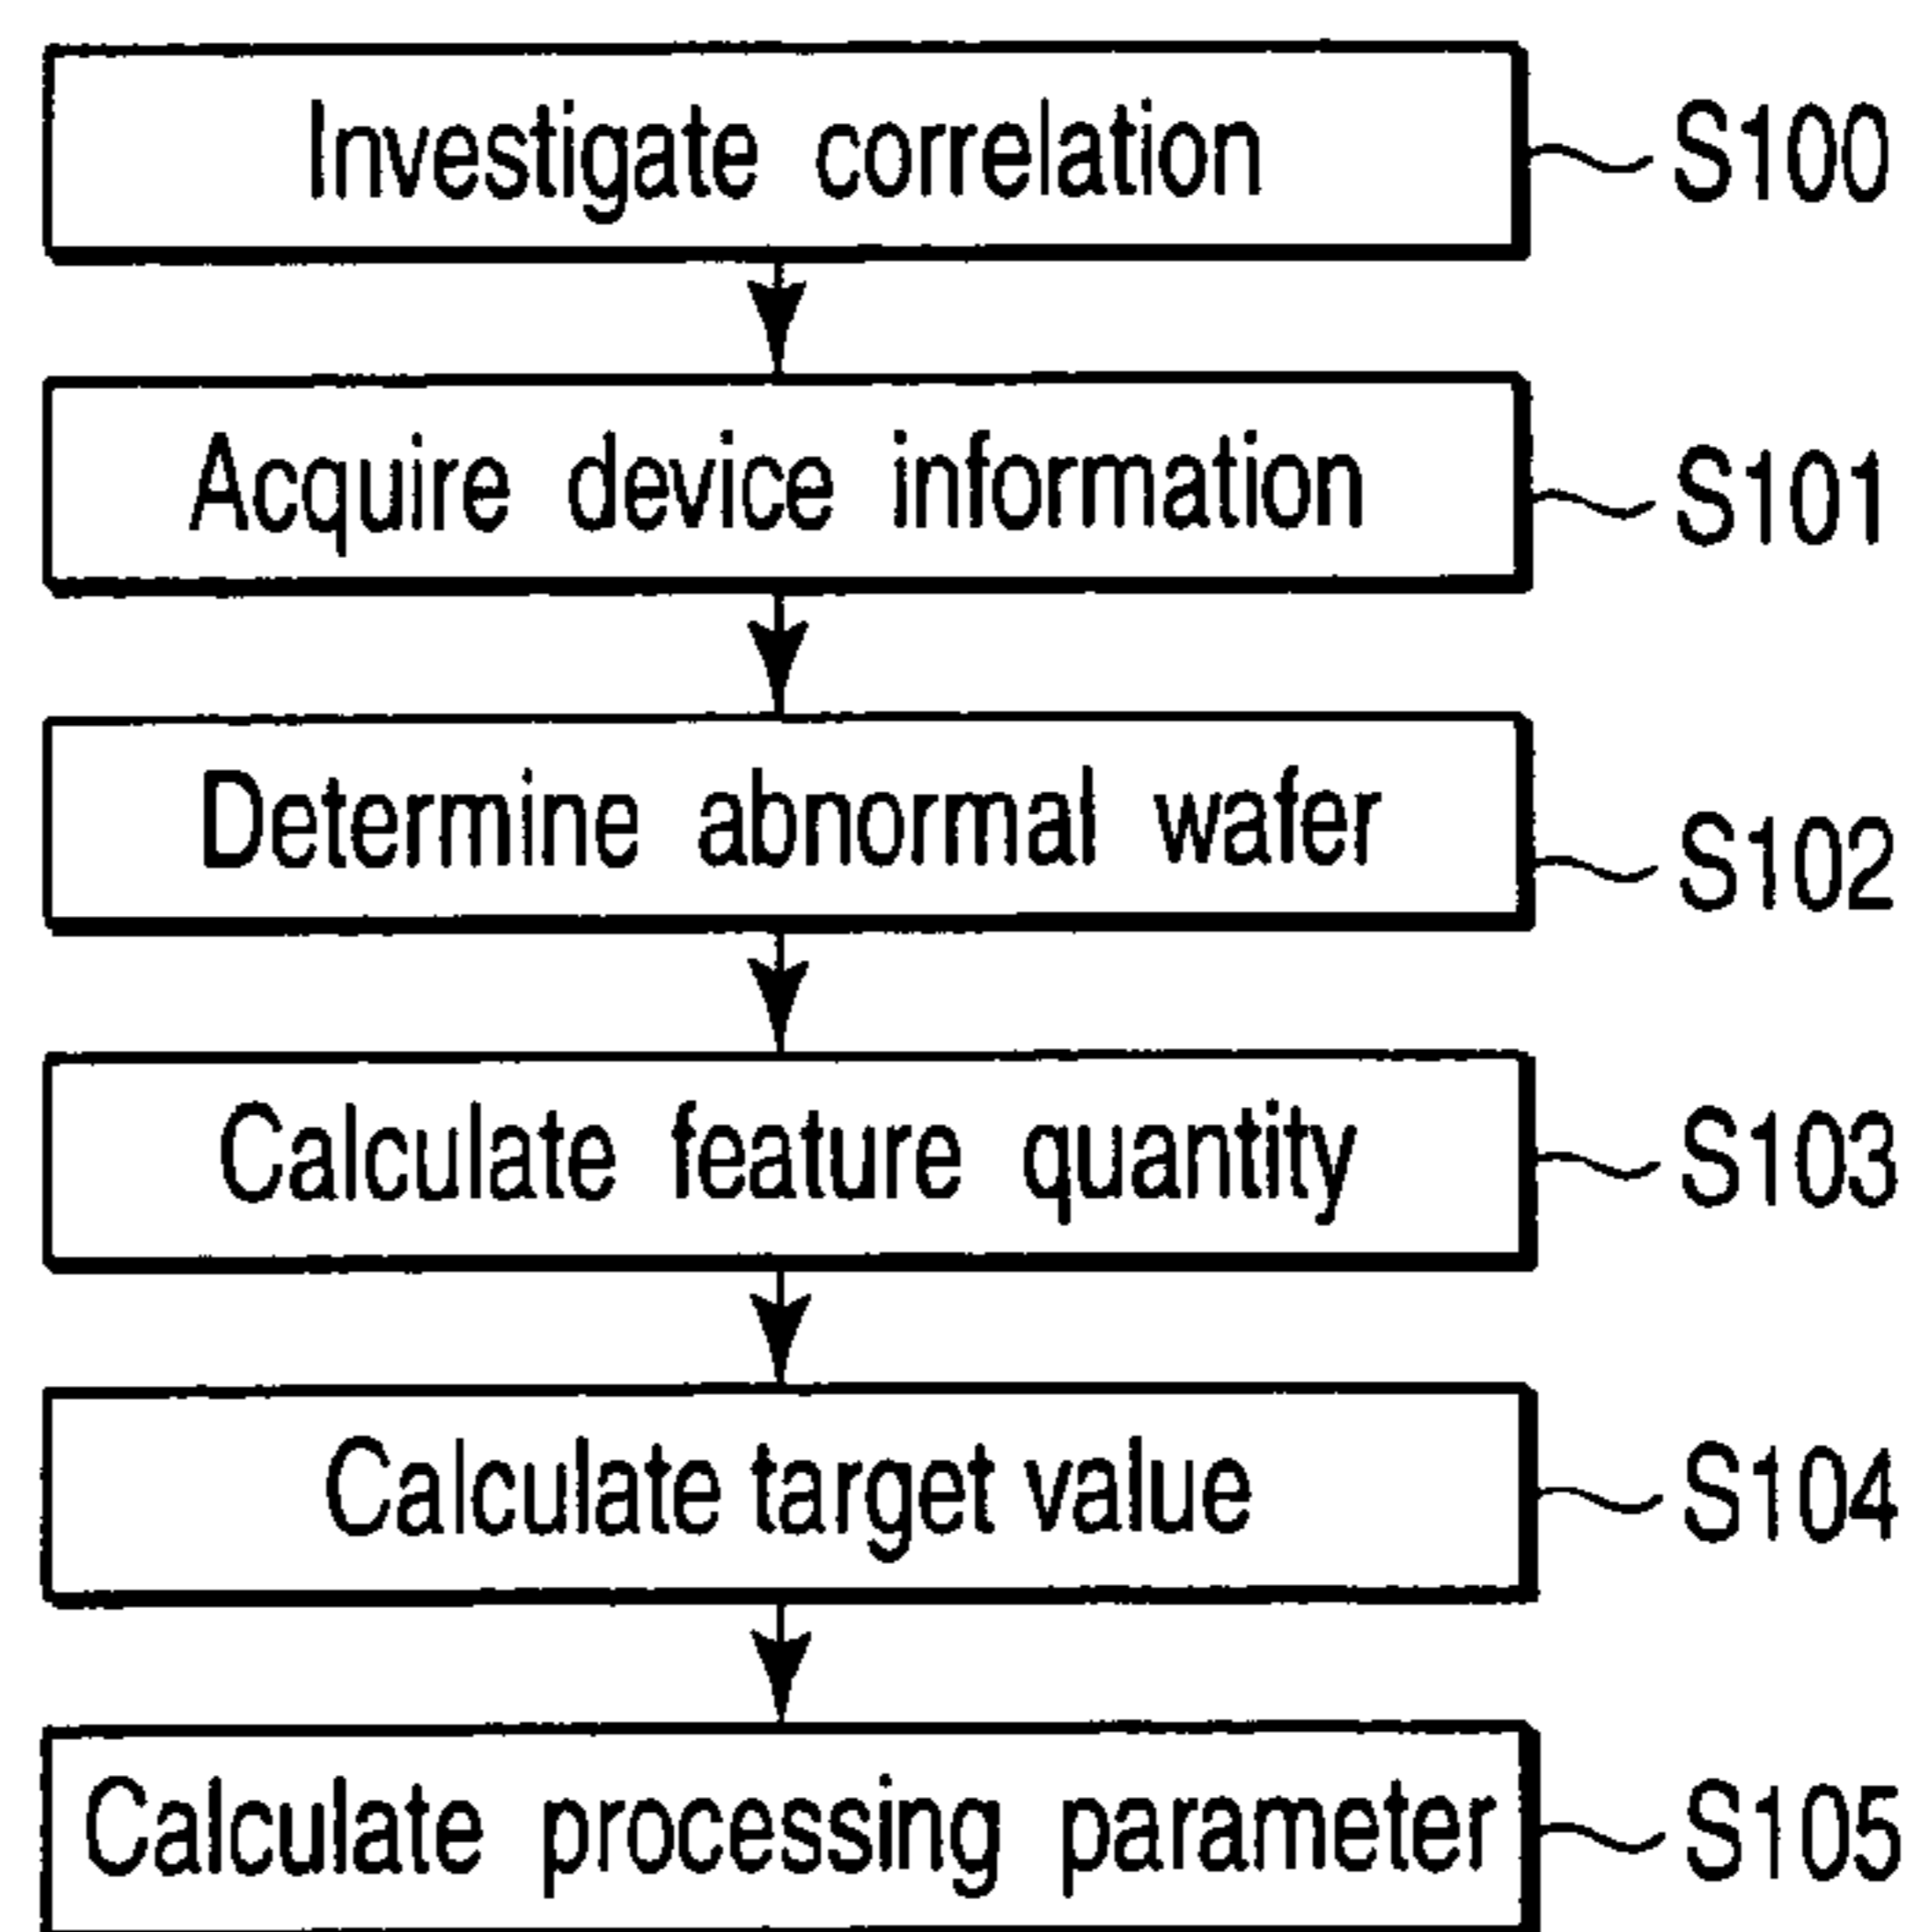 Investigate correlation S100
Acquire device information S101
Determine abnormal wafer S102
Calculate feature quantity S103
Calculate target value S104
Calculate processing parameter S105